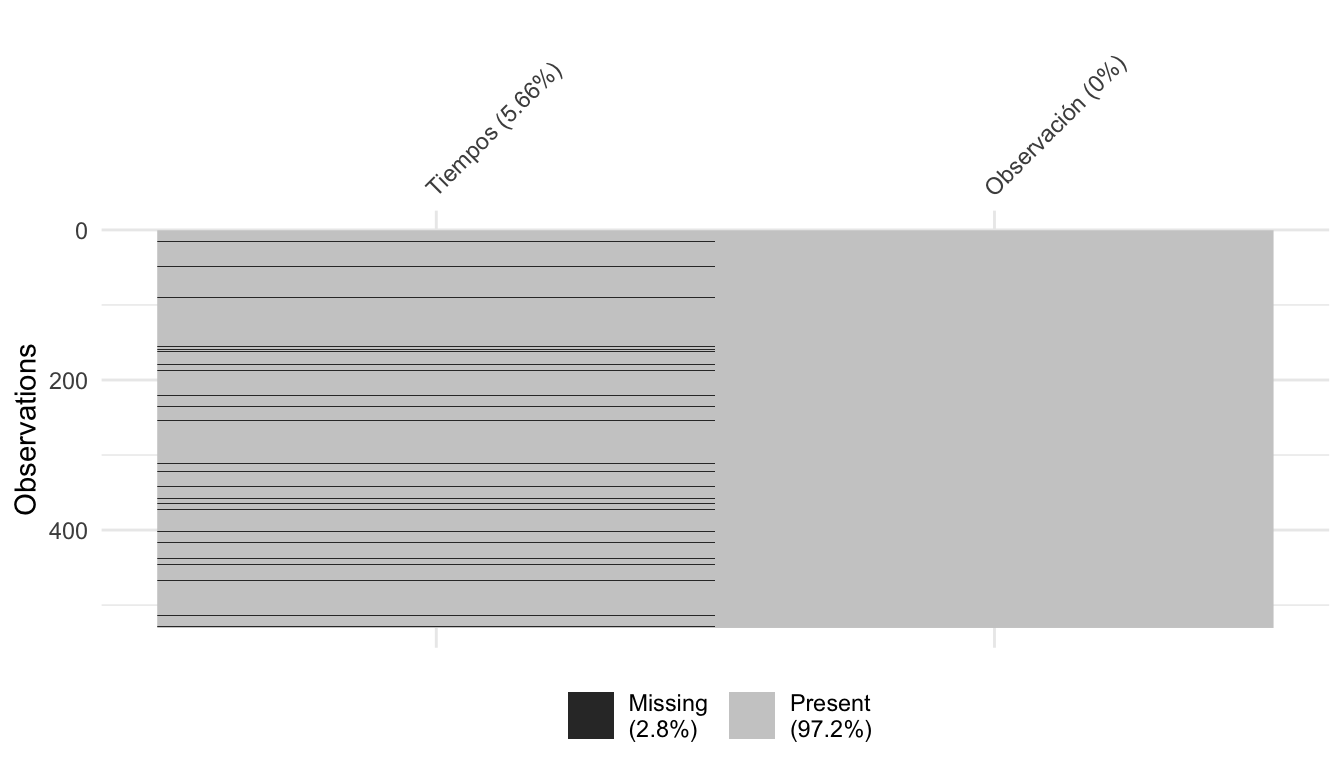 Tiempos (5.66%)
Observación (0%)
0
200
400
Observations
Missing
(2.8%)
Present
(97.2%)